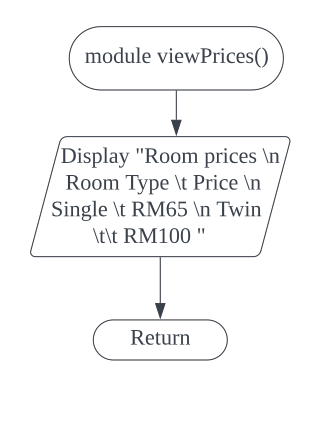 module viewPrices()
Display "Room prices \n
Room Type \t Price \n
Single \t RM65 \n Twin
\t\t RM100 "
Return